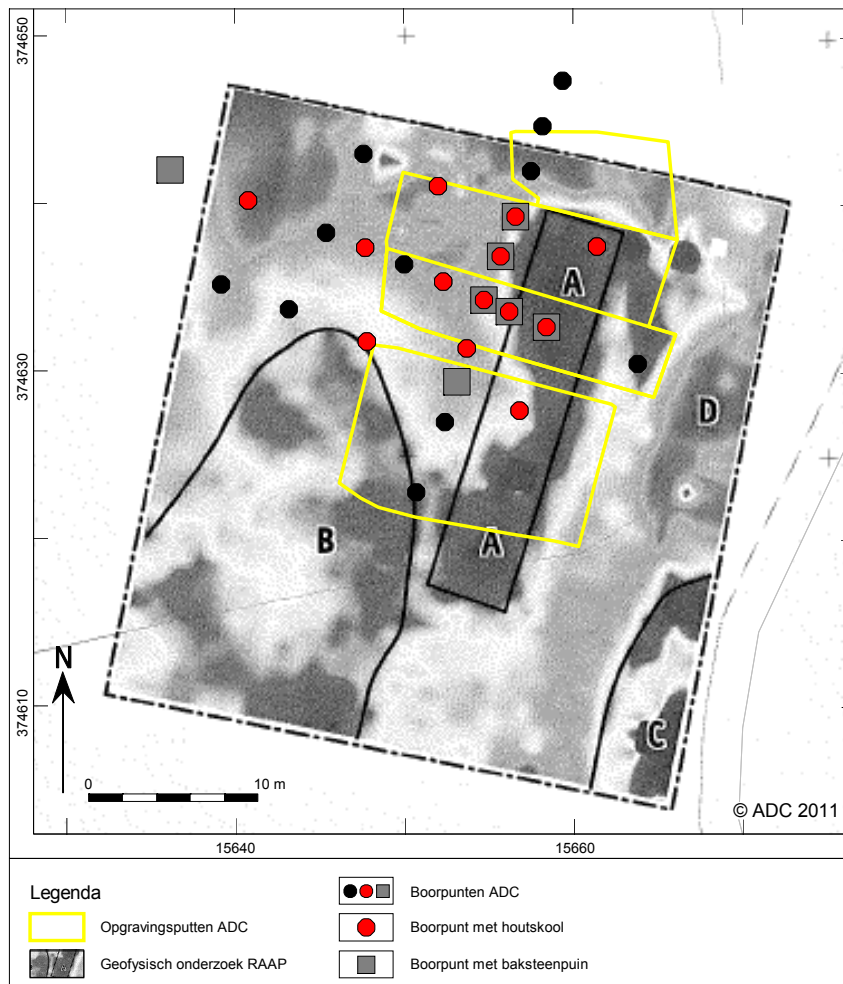 374650
374630
374610
A
A
B
D
C
N
0 10 m
© ADC 2011
15640 15660
Legenda
Opgravingsputten ADC
Geofysisch onderzoek RAAP
Boorpunten ADC
Boorpunt met houtskool
Boorpunt met baksteenpuin